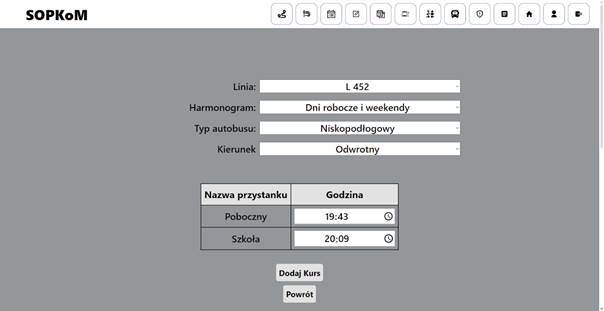 SOPKoM
Linia: L 452
Harmonogram: Dni robocze i weekendy
Typ autobusu: Niskopodłogowy
Kierunek Odwrotny
Nazwa przystanku Godzina
Poboczny 19:43
Szkoła 20:09
Dodaj Kurs
Powrót